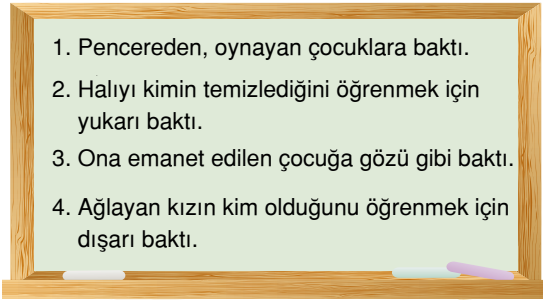 1. Pencereden, oynayan çocuklara baktı.
2. Halıyı kimin temizlediğini öğrenmek için
yukarı baktı.
3. Ona emanet edilen çocuğa gözü gibi baktı.
4. Ağlayan kızın kim olduğunu öğrenmek için
dışarı baktı.